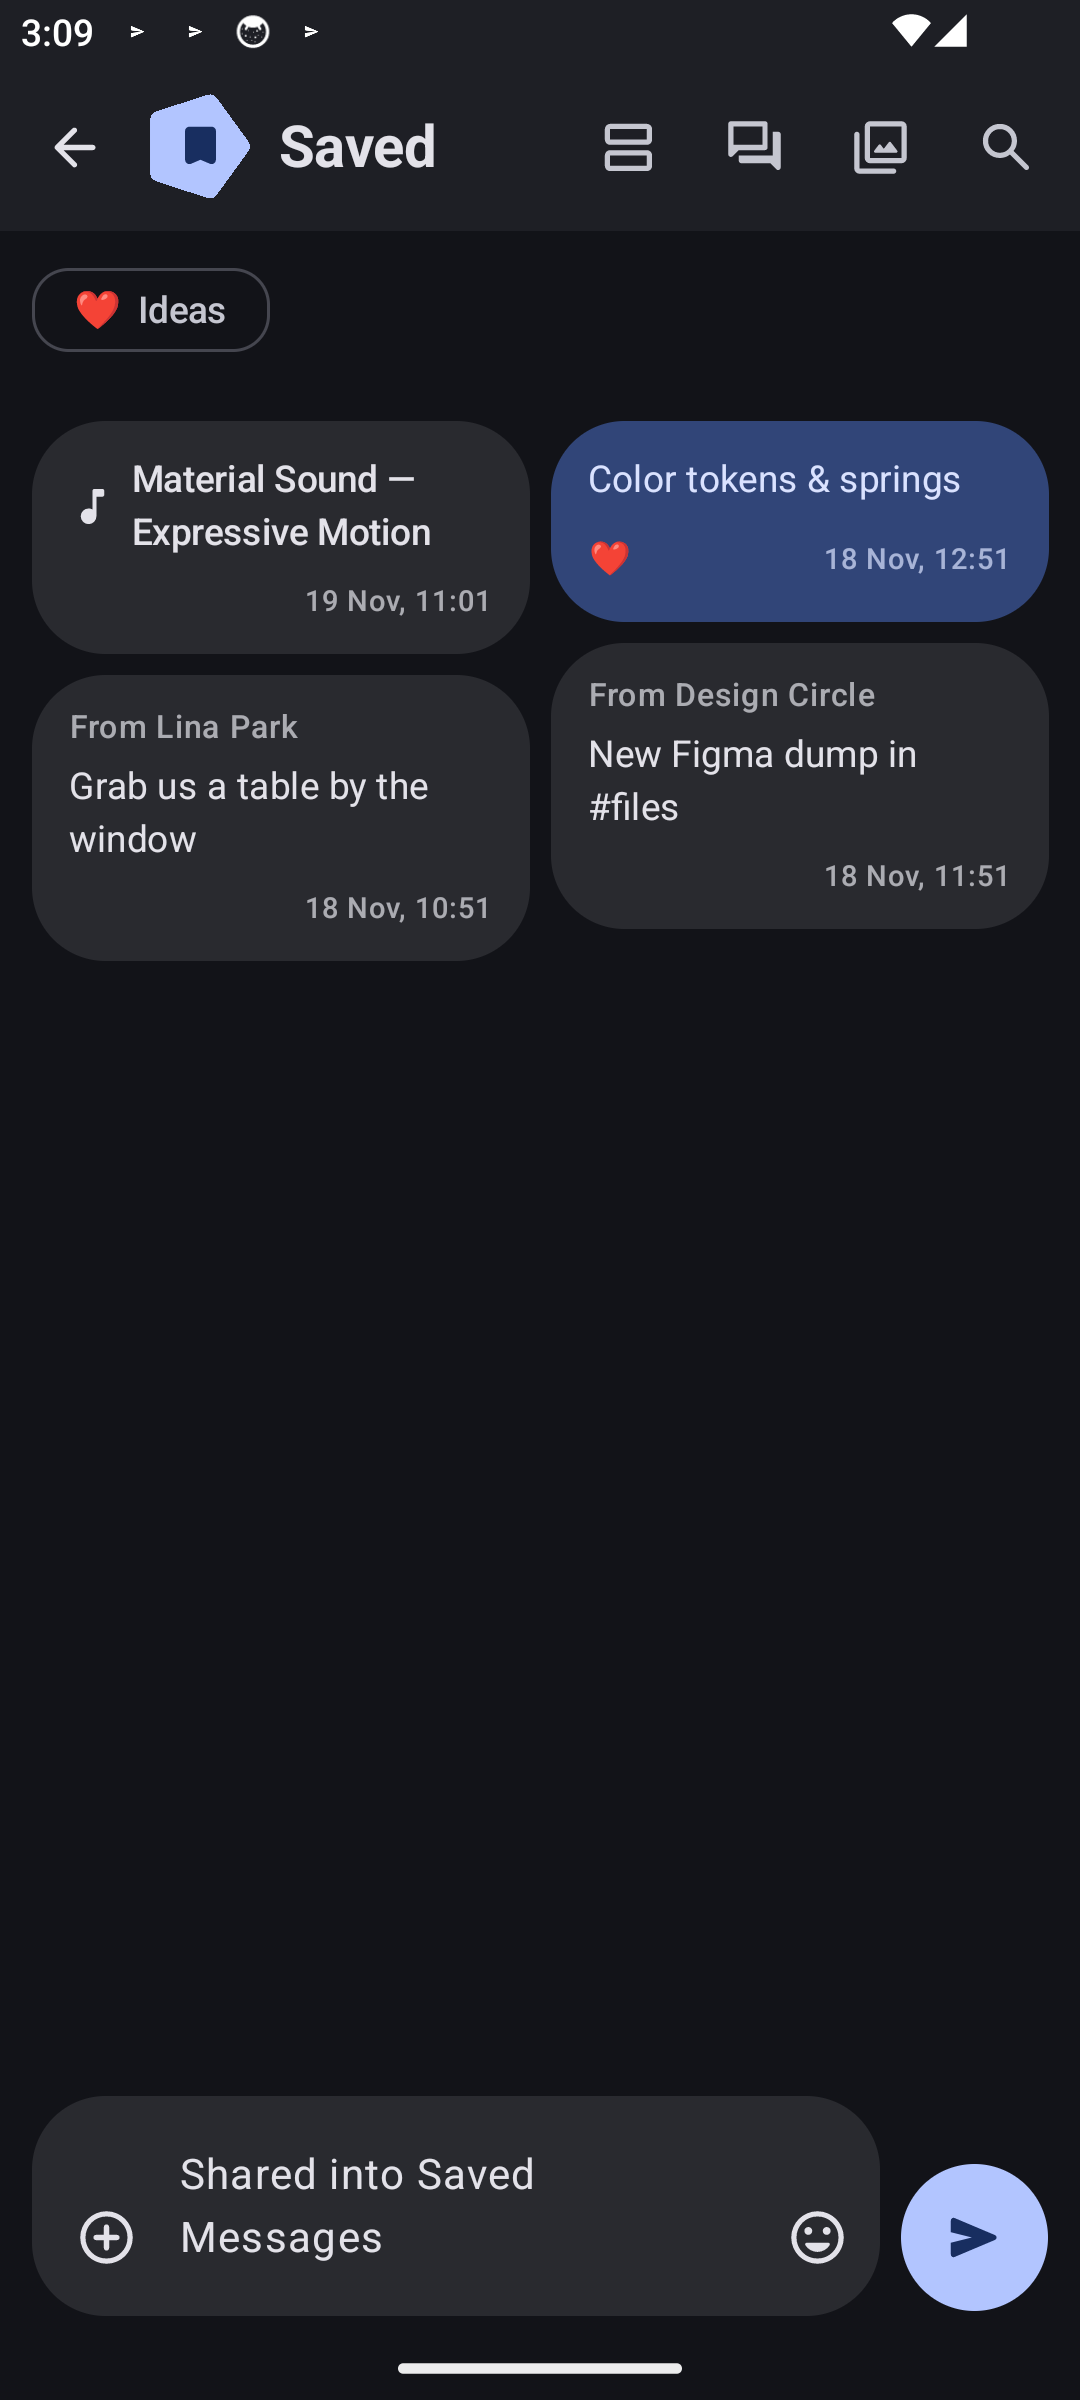 3:09
Saved
Ideas
Material Sound —
Expressive Motion
19 Nov, 11:01
Color tokens & springs
18 Nov, 12:51
From Lina Park
Grab us a table by the
window
18 Nov, 10:51
From Design Circle
New Figma dump in
#files
18 Nov, 11:51
Shared into Saved
Messages